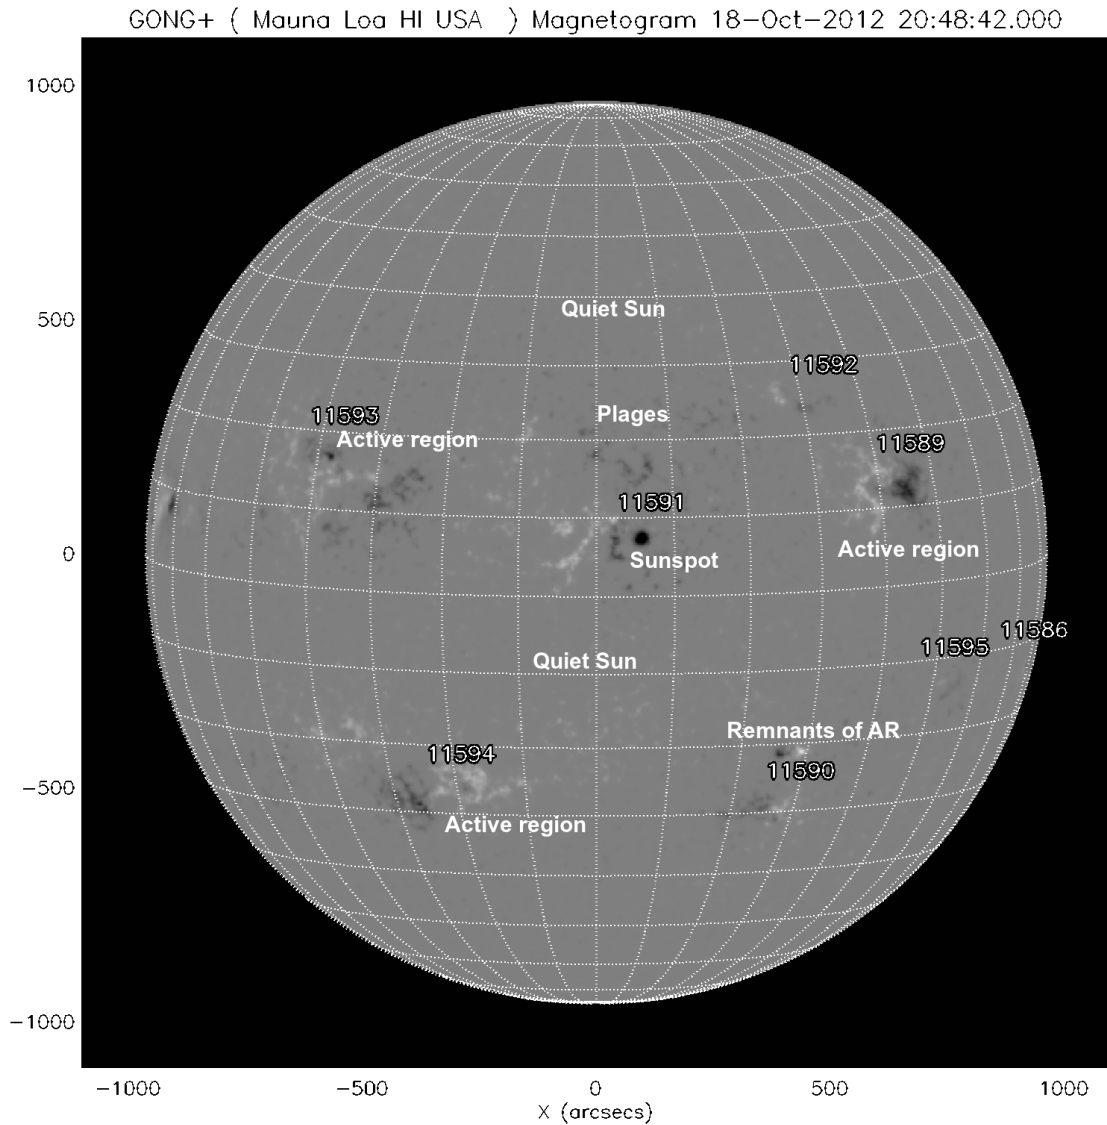 GONG+ ( Mauna Loa HI USA ) Magnetogram 18-Oct-2012 20:48:42.000
1000
500
0
-500
-1000
Quiet Sun
11592
Plages
11593
Active region
11589
11591
Sunspot
Active region
11586
11595
Quiet Sun
Remnants of AR
11594
11590
Active region
-1000
-500
0
500
1000
X (arcsecs)